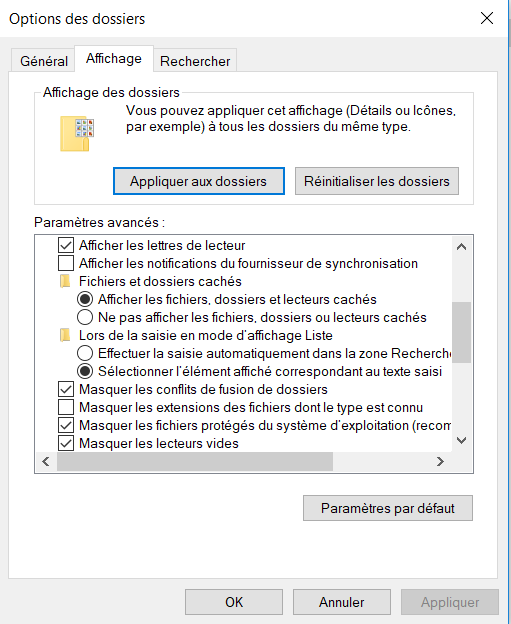 Options des dossiers
Général
Affichage
Rechercher
Affichage des dossiers
Vous pouvez appliquer cet affichage (Détails ou Icônes,
par exemple) à tous les dossiers du même type.
Appliquer aux dossiers
Réinitialiser les dossiers
Paramètres avancés :
Afficher les lettres de lecteur
Afficher les notifications du fournisseur de synchronisation
Fichiers et dossiers cachés
Afficher les fichiers, dossiers et lecteurs cachés
Ne pas afficher les fichiers, dossiers ou lecteurs cachés
Lors de la saisie en mode d’affichage Liste
Effectuer la saisie automatiquement dans la zone Recherche
Sélectionner l’élément affiché correspondant au texte saisi
Masquer les conflits de fusion de dossiers
Masquer les extensions des fichiers dont le type est connu
Masquer les fichiers protégés du système d’exploitation (recom
Masquer les lecteurs vides
Paramètres par défaut
OK
Annuler
Appliquer